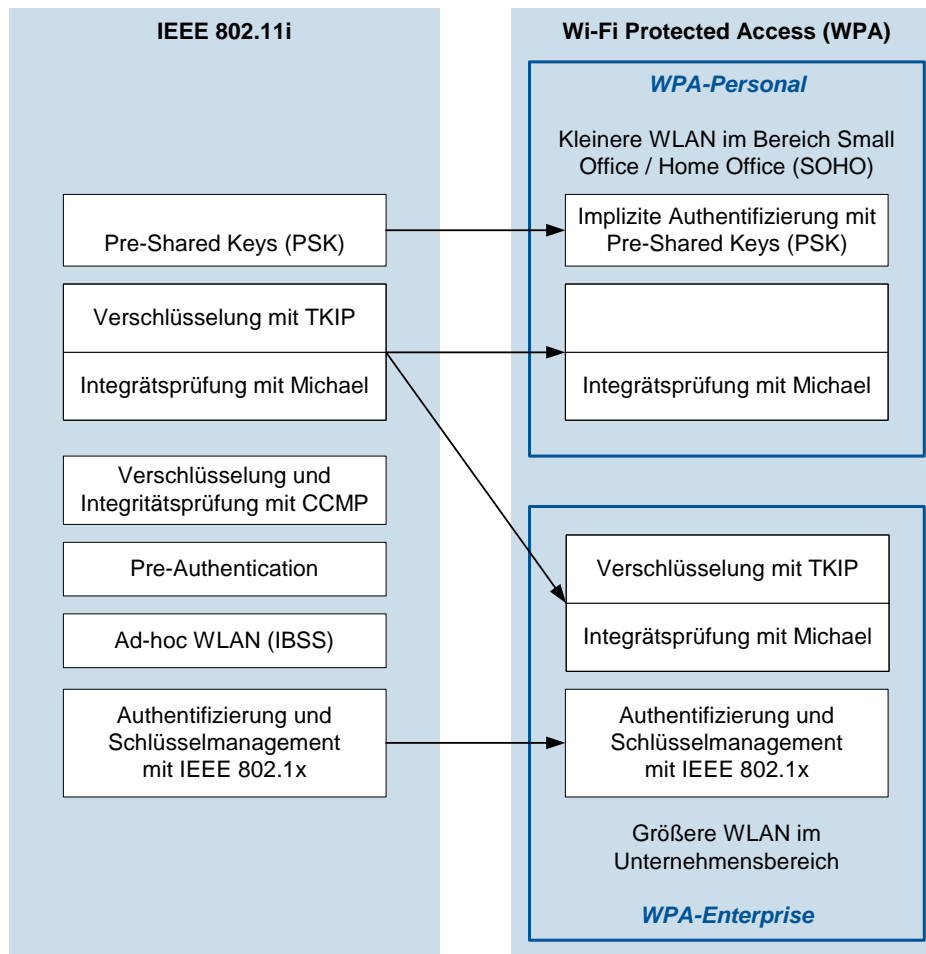 IEEE 802.11i
Pre-Shared Keys (PSK)
Verschlüsselung mit TKIP
Integrätsprüfung mit Michael
Verschlüsselung und
Integritätsprüfung mit CCMP
Pre-Authentication
Ad-hoc WLAN (IBSS)
Authentifizierung und
Schlüsselmanagement
mit IEEE 802.1x
Wi-Fi Protected Access (WPA)
WPA-Personal
Kleinere WLAN im Bereich Small
Office / Home Office (SOHO)
Implizite Authentifizierung mit
Pre-Shared Keys (PSK)
Integrätsprüfung mit Michael
Verschlüsselung mit TKIP
Integrätsprüfung mit Michael
Authentifizierung und
Schlüsselmanagement
mit IEEE 802.1x
Größere WLAN im
Unternehmensbereich
WPA-Enterprise